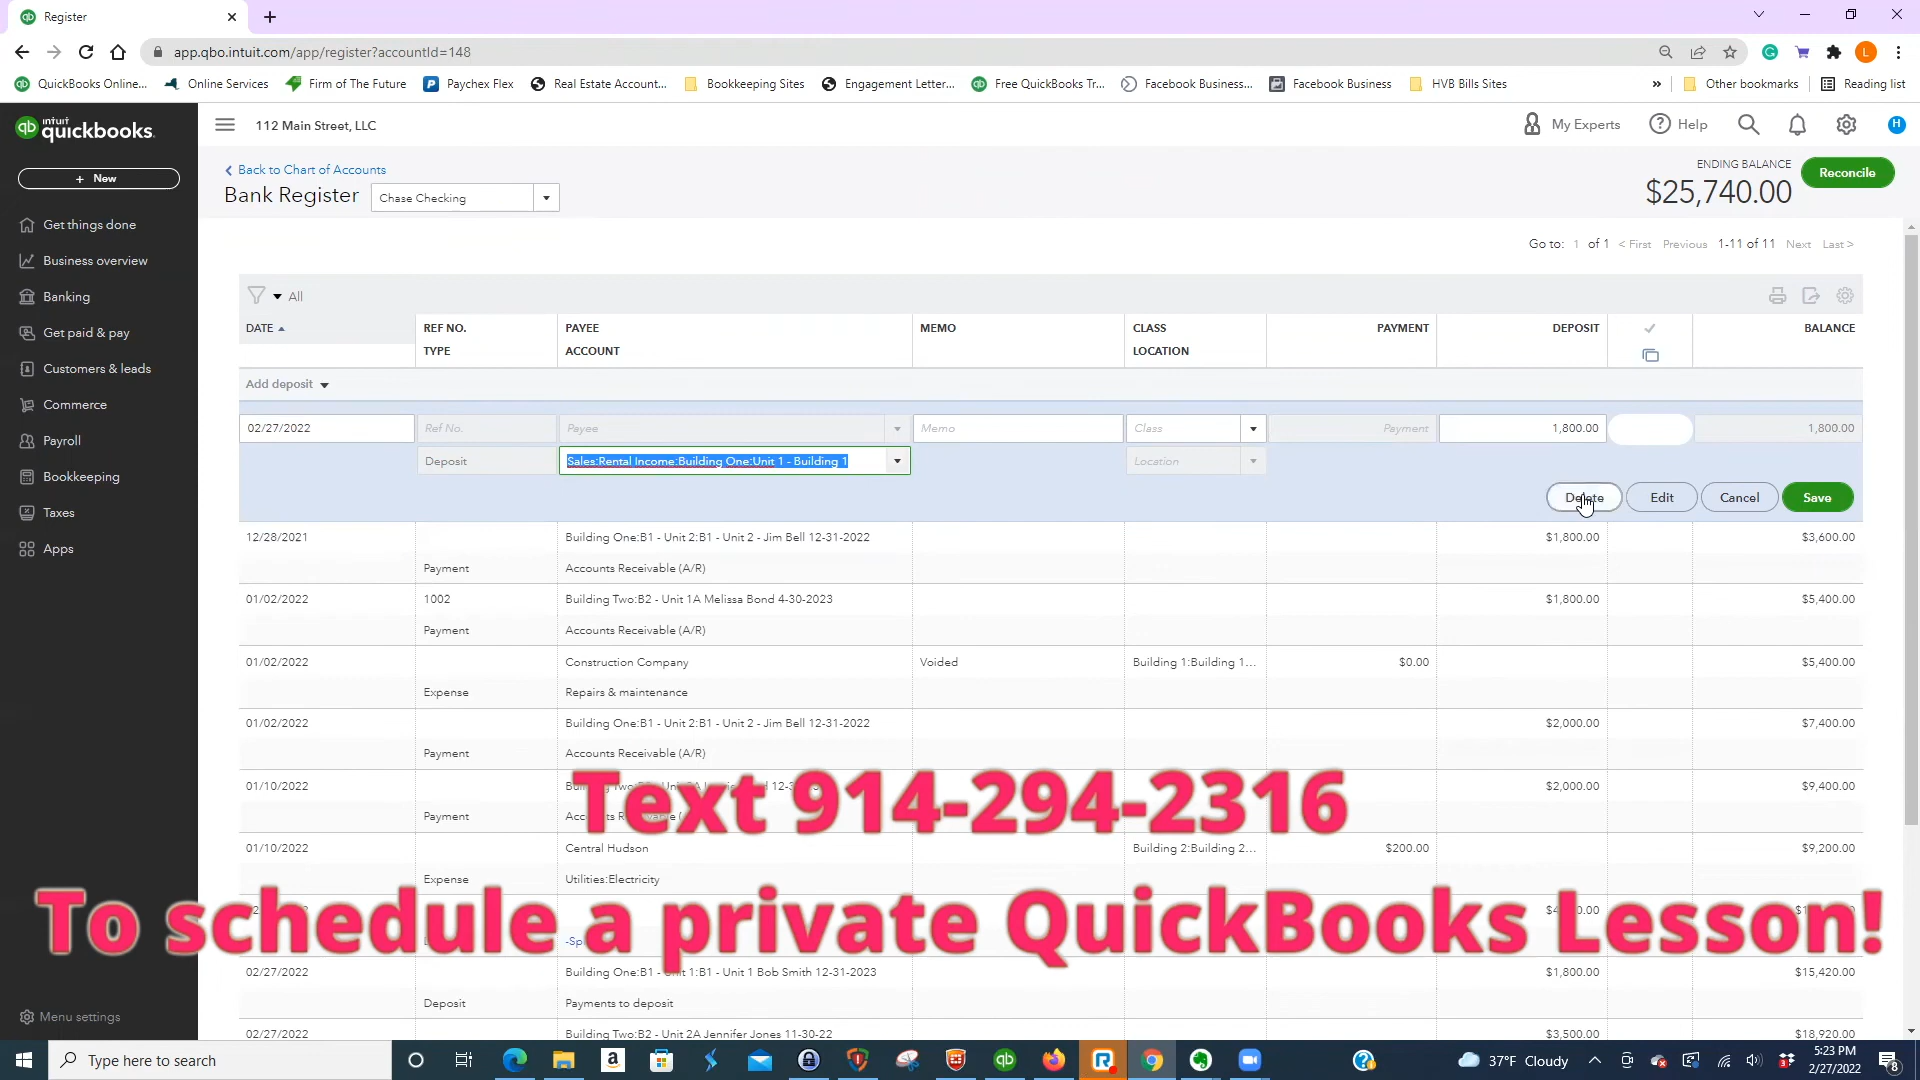 Register
app.qbo.intuit.com/app/register?accountId=148
L
QuickBooks Online...
Online Services
Firm of The Future
Paychex Flex
Real Estate Account...
Bookkeeping Sites
Engagement Letter...
Free QuickBooks Tr...
Facebook Business...
Facebook Business
HVB Bills Sites
»
Other bookmarks
Reading list
intuit
quickbooks.
112 Main Street, LLC
My Experts
Help
H
+ New
Get things done
Business overview
Banking
Get paid & pay
Customers & leads
Commerce
Payroll
Bookkeeping
Taxes
Apps
Menu settings
Back to Chart of Accounts
Bank Register
Chase Checking
ENDING BALANCE
$25,740.00
Reconcile
Go to: 1 of 1 < First Previous 1-11 of 11 Next Last >
All
DATE REF NO. PAYEE MEMO CLASS PAYMENT DEPOSIT BALANCE
TYPE ACCOUNT LOCATION
Add deposit
02/27/2022 Ref No. Payee Memo Class Payment 1,800.00 1,800.00
Deposit Sales:Rental Income:Building One:Unit 1 - Building 1 Location
Delete Edit Cancel Save
12/28/2021 Building One:B1 - Unit 2:B1 - Unit 2 - Jim Bell 12-31-2022 $1,800.00 $3,600.00
Payment Accounts Receivable (A/R)
01/02/2022 1002 Building Two:B2 - Unit 1A Melissa Bond 4-30-2023 $1,800.00 $5,400.00
Payment Accounts Receivable (A/R)
01/02/2022 Construction Company Voided Building 1:Building 1... $0.00 $5,400.00
Expense Repairs & maintenance
01/02/2022 Building One:B1 - Unit 2:B1 - Unit 2 - Jim Bell 12-31-2022 $2,000.00 $7,400.00
Payment Accounts Receivable (A/R)
01/10/2022 $2,000.00 $9,400.00
Payment
Text 914-294-2316
01/10/2022 Central Hudson Building 2:Building 2... $200.00 $9,200.00
Expense Utilities:Electricity
To schedule a private QuickBooks Lesson!
02/27/2022 Building One:B1 - Unit 1:B1 - Unit 1 Bob Smith 12-31-2023 $1,800.00 $15,420.00
Deposit Payments to deposit
02/27/2022 Building Two:B2 - Unit 2A Jennifer Jones 11-30-22 $3,500.00 $18,920.00
Type here to search
37°F Cloudy
5:23 PM
2/27/2022
8